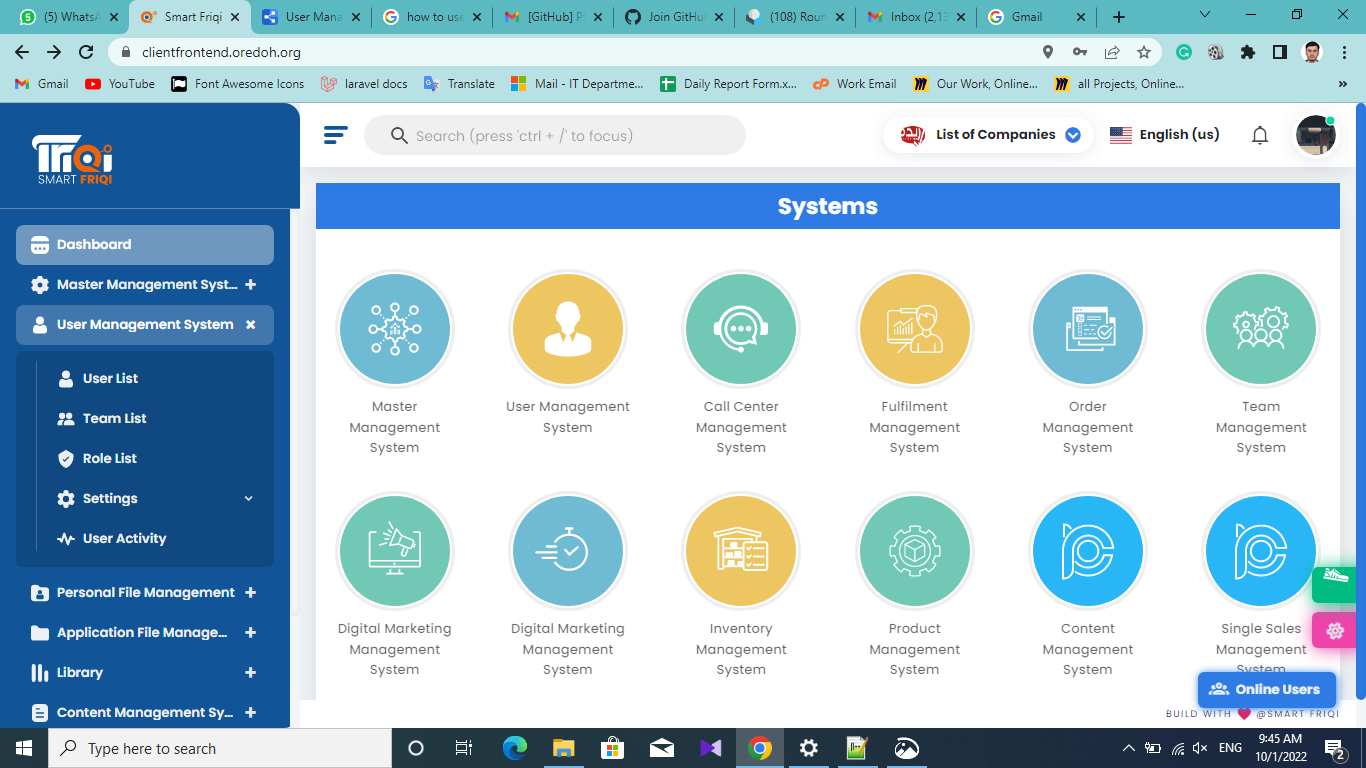 (5) WhatsA
Smart Friqi
User Mana
how to use
[GitHub] Pl
Join GitHu
(108) Roun
Inbox (2,13
Gmail
clientfrontend.oredoh.org
Gmail
YouTube
Font Awesome Icons
laravel docs
Translate
Mail - IT Departme...
Daily Report Form.x...
Work Email
Our Work, Online...
all Projects, Online...
»
TriQi
SMART FRIQI
Search (press 'ctrl + /' to focus)
List of Companies
English (us)
Dashboard
Master Management Syst...
User Management System
User List
Team List
Role List
Settings
User Activity
Personal File Management
Application File Manage...
Library
Content Management Sy...
Systems
Master
Management
System
User Management
System
Call Center
Management
System
Fulfilment
Management
System
Order
Management
System
Team
Management
System
Digital Marketing
Management
System
Digital Marketing
Management
System
Inventory
Management
System
Product
Management
System
Content
Management
System
Single Sales
Management
System
Online Users
BUILD WITH @SMART FRIQI
Type here to search
ENG
9:45 AM
10/1/2022
2